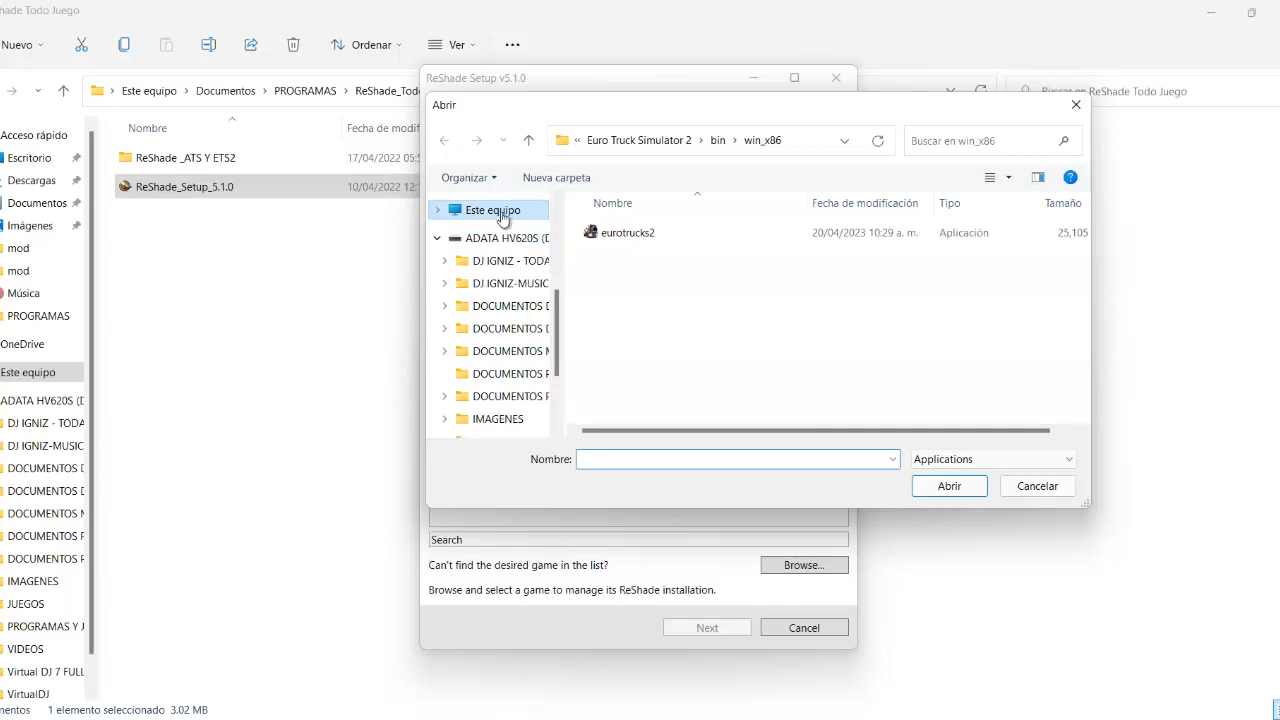 hade Todo Juego
Nuevo
Ordenar
Ver
Este equipo > Documentos > PROGRAMAS > ReShade_Tod
Buscar en ReShade Todo Juego
Acceso rápido
Escritorio
Descargas
Documentos
Imágenes
mod
mod
Música
PROGRAMAS
OneDrive
Este equipo
ADATA HV620S (D
DJ IGNIZ - TODA
DJ IGNIZ-MUSIC
DOCUMENTOS D
DOCUMENTOS D
DOCUMENTOS M
DOCUMENTOS P
DOCUMENTOS P
IMAGENES
JUEGOS
PROGRAMAS Y J
VIDEOS
Virtual DJ 7 FULL
VirtualDJ
Nombre
Fecha de modif
ReShade _ATS Y ETS2
17/04/2022 05:5
ReShade_Setup_5.1.0
10/04/2022 12:
ReShade Setup v5.1.0
Abrir
« Euro Truck Simulator 2 > bin > win_x86
Buscar en win_x86
Organizar
Nueva carpeta
Este equipo
ADATA HV620S (D
DJ IGNIZ - TODA
DJ IGNIZ-MUSIC
DOCUMENTOS D
DOCUMENTOS D
DOCUMENTOS M
DOCUMENTOS P
DOCUMENTOS P
IMAGENES
Nombre
Fecha de modificación
Tipo
Tamaño
eurotrucks2
20/04/2023 10:29 a. m.
Aplicación
25,105
Nombre:
Applications
Abrir
Cancelar
Search
Can't find the desired game in the list?
Browse...
Browse and select a game to manage its ReShade installation.
Next
Cancel
mentos
1 elemento seleccionado 3.02 MB